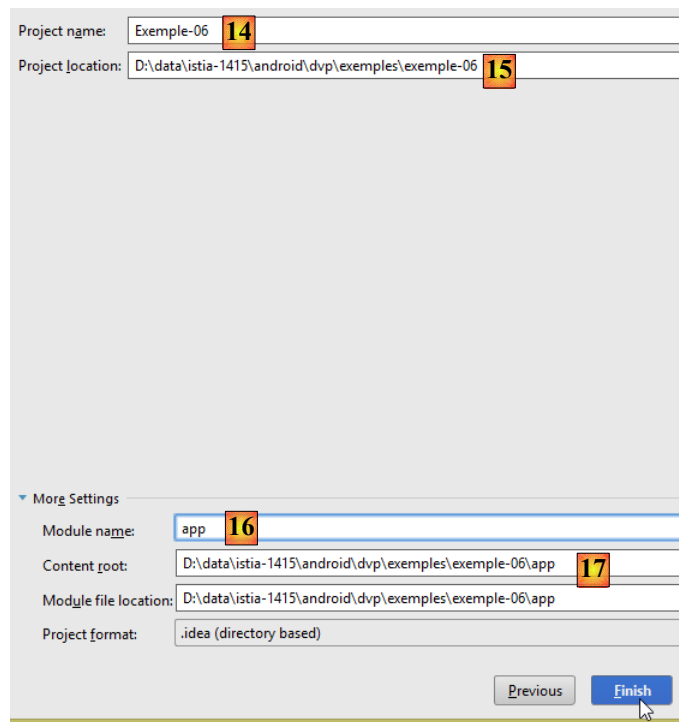 Project name: Exemple-06 14
Project location: D:\data\istia-1415\android\dvp\exemples\exemple-06 15
More Settings
Module name: app 16
Content root: D:\data\istia-1415\android\dvp\exemples\exemple-06\app 17
Module file location: D:\data\istia-1415\android\dvp\exemples\exemple-06\app
Project format: .idea (directory based)
Previous Finish